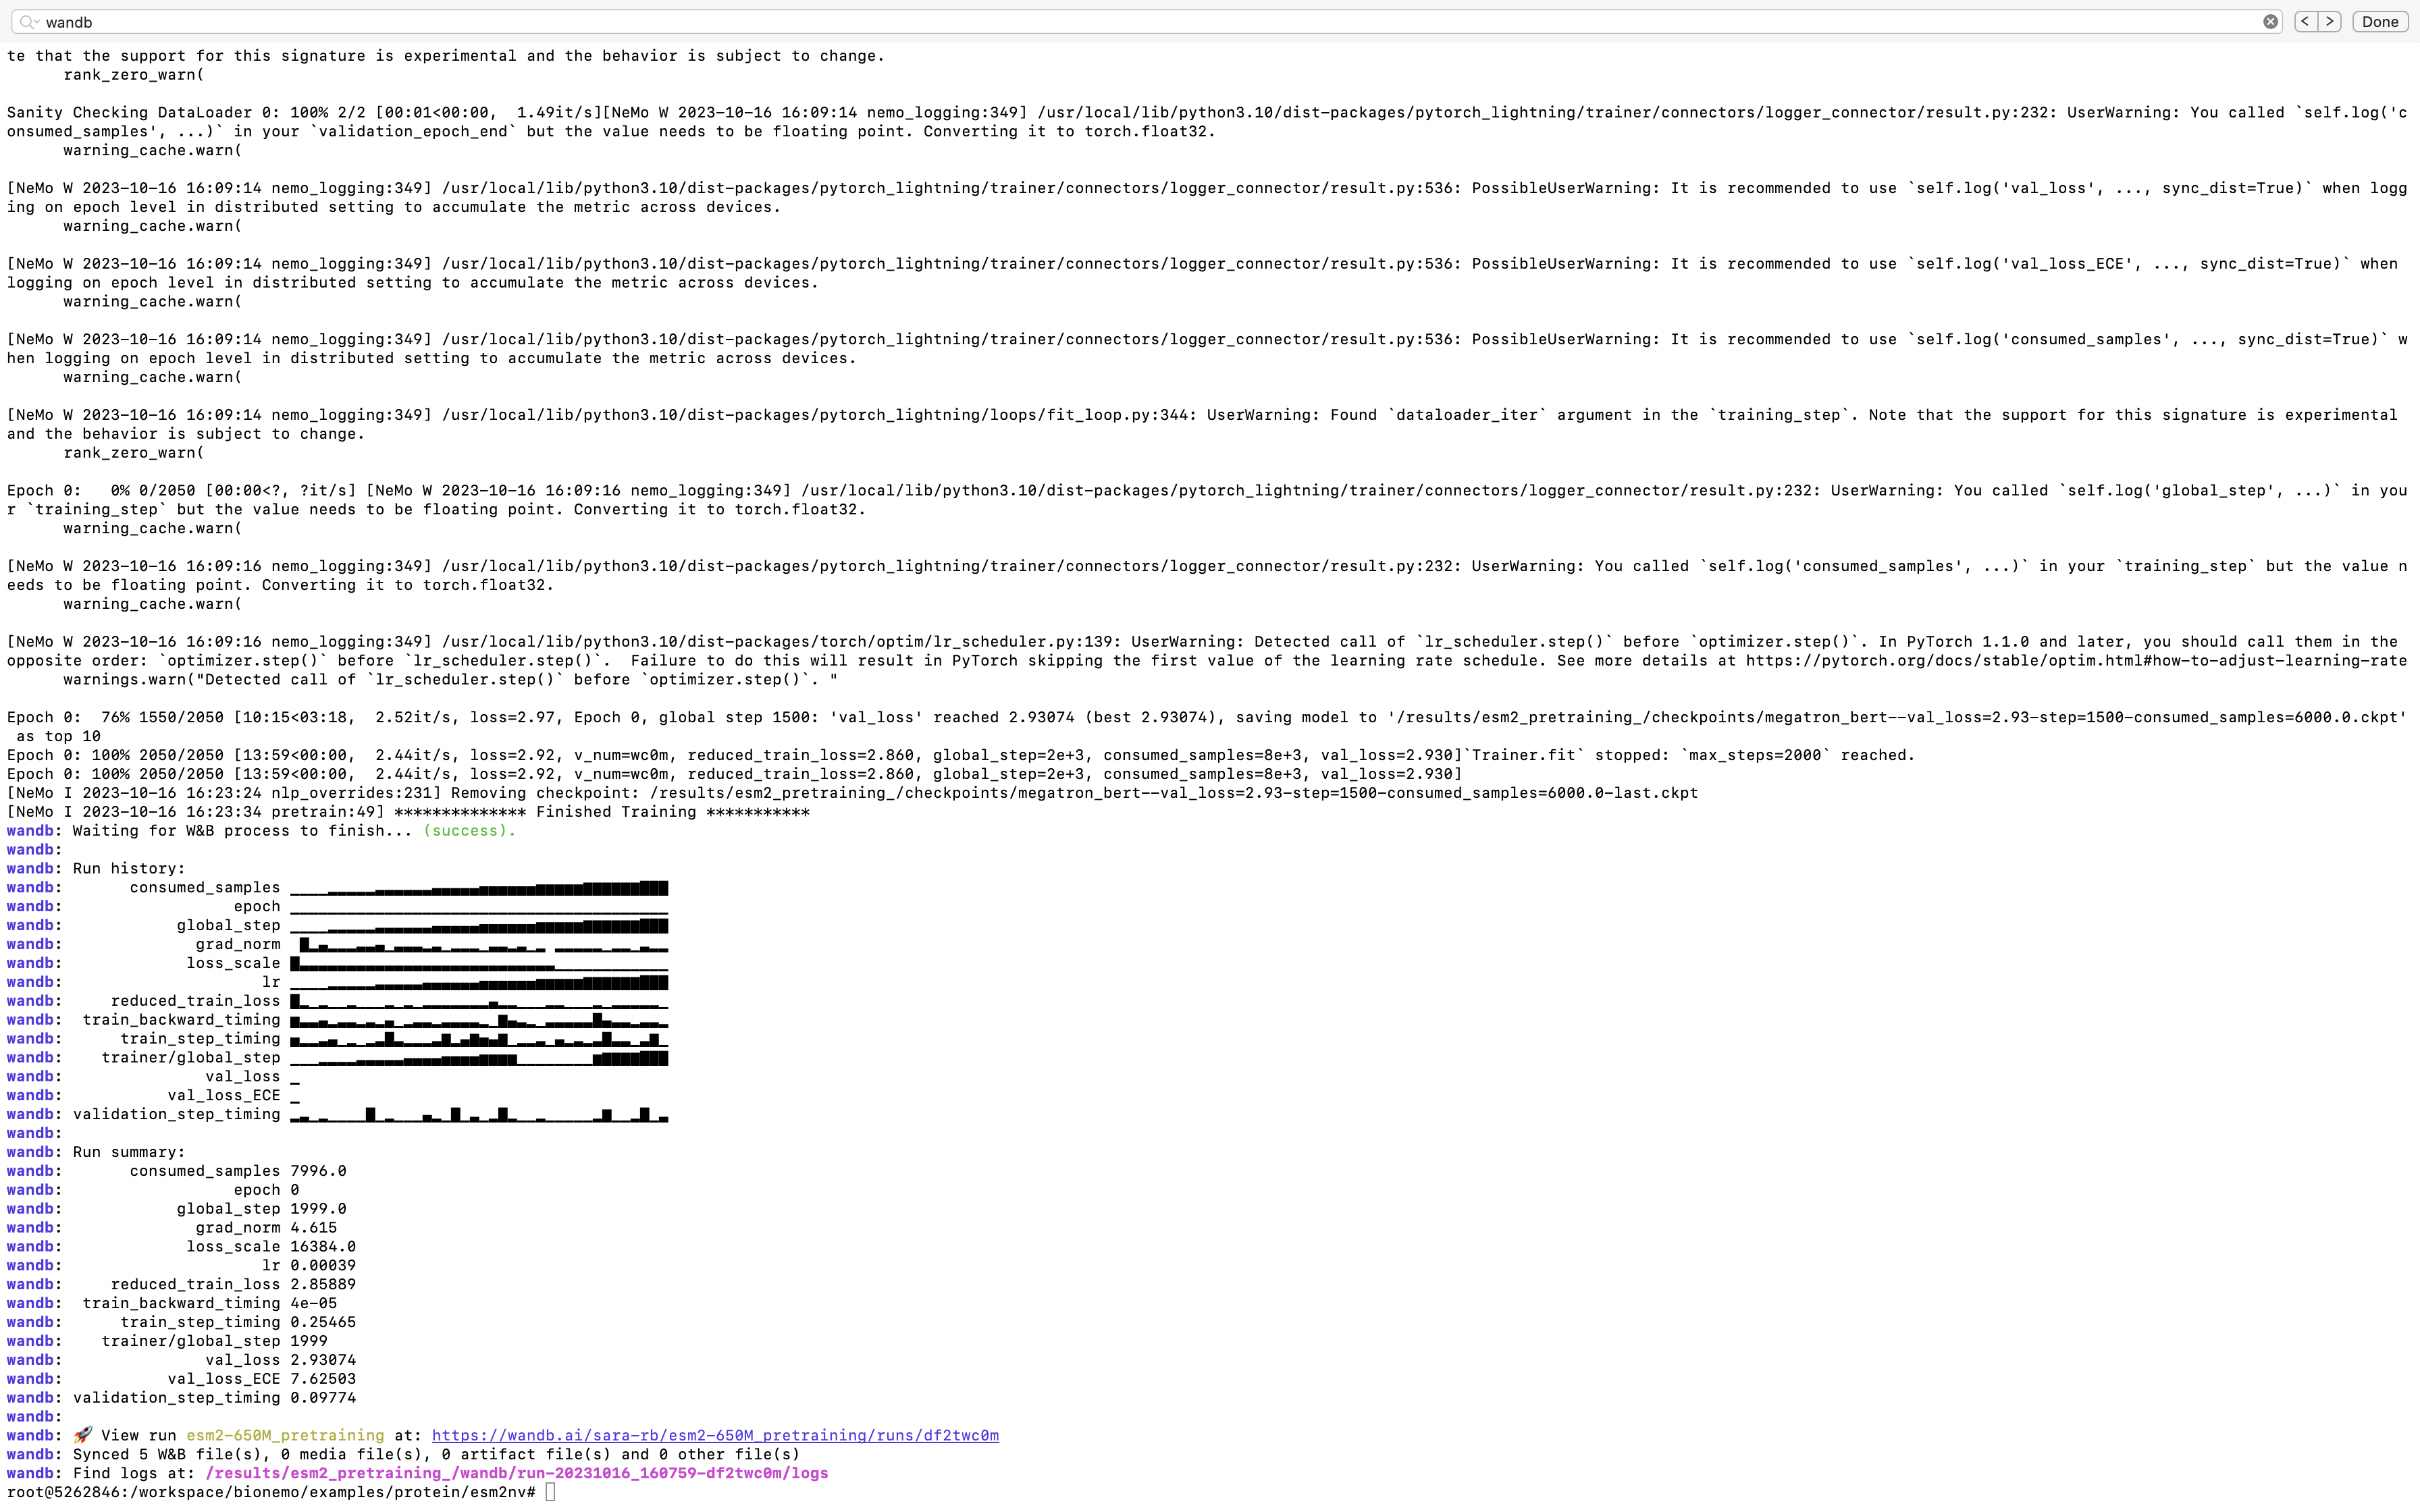 wandb
< > Done
te that the support for this signature is experimental and the behavior is subject to change.
rank_zero_warn(
Sanity Checking DataLoader 0: 100% 2/2 [00:01<00:00,  1.49it/s][NeMo W 2023-10-16 16:09:14 nemo_logging:349] /usr/local/lib/python3.10/dist-packages/pytorch_lightning/trainer/connectors/logger_connector/result.py:232: UserWarning: You called `self.log('c
onsumed_samples', ...)` in your `validation_epoch_end` but the value needs to be floating point. Converting it to torch.float32.
warning_cache.warn(
[NeMo W 2023-10-16 16:09:14 nemo_logging:349] /usr/local/lib/python3.10/dist-packages/pytorch_lightning/trainer/connectors/logger_connector/result.py:536: PossibleUserWarning: It is recommended to use `self.log('val_loss', ..., sync_dist=True)` when logg
ing on epoch level in distributed setting to accumulate the metric across devices.
warning_cache.warn(
[NeMo W 2023-10-16 16:09:14 nemo_logging:349] /usr/local/lib/python3.10/dist-packages/pytorch_lightning/trainer/connectors/logger_connector/result.py:536: PossibleUserWarning: It is recommended to use `self.log('val_loss_ECE', ..., sync_dist=True)` when
logging on epoch level in distributed setting to accumulate the metric across devices.
warning_cache.warn(
[NeMo W 2023-10-16 16:09:14 nemo_logging:349] /usr/local/lib/python3.10/dist-packages/pytorch_lightning/trainer/connectors/logger_connector/result.py:536: PossibleUserWarning: It is recommended to use `self.log('consumed_samples', ..., sync_dist=True)` w
hen logging on epoch level in distributed setting to accumulate the metric across devices.
warning_cache.warn(
[NeMo W 2023-10-16 16:09:14 nemo_logging:349] /usr/local/lib/python3.10/dist-packages/pytorch_lightning/loops/fit_loop.py:344: UserWarning: Found `dataloader_iter` argument in the `training_step`. Note that the support for this signature is experimental
and the behavior is subject to change.
rank_zero_warn(
Epoch 0:   0% 0/2050 [00:00<?, ?it/s] [NeMo W 2023-10-16 16:09:16 nemo_logging:349] /usr/local/lib/python3.10/dist-packages/pytorch_lightning/trainer/connectors/logger_connector/result.py:232: UserWarning: You called `self.log('global_step', ...)` in you
r `training_step` but the value needs to be floating point. Converting it to torch.float32.
warning_cache.warn(
[NeMo W 2023-10-16 16:09:16 nemo_logging:349] /usr/local/lib/python3.10/dist-packages/pytorch_lightning/trainer/connectors/logger_connector/result.py:232: UserWarning: You called `self.log('consumed_samples', ...)` in your `training_step` but the value n
eeds to be floating point. Converting it to torch.float32.
warning_cache.warn(
[NeMo W 2023-10-16 16:09:16 nemo_logging:349] /usr/local/lib/python3.10/dist-packages/torch/optim/lr_scheduler.py:139: UserWarning: Detected call of `lr_scheduler.step()` before `optimizer.step()`. In PyTorch 1.1.0 and later, you should call them in the
opposite order: `optimizer.step()` before `lr_scheduler.step()`.  Failure to do this will result in PyTorch skipping the first value of the learning rate schedule. See more details at https://pytorch.org/docs/stable/optim.html#how-to-adjust-learning-rate
warnings.warn("Detected call of `lr_scheduler.step()` before `optimizer.step()`. "
Epoch 0:  76% 1550/2050 [10:15<03:18,  2.52it/s, loss=2.97, Epoch 0, global step 1500: 'val_loss' reached 2.93074 (best 2.93074), saving model to '/results/esm2_pretraining_/checkpoints/megatron_bert--val_loss=2.93-step=1500-consumed_samples=6000.0.ckpt'
as top 10
Epoch 0: 100% 2050/2050 [13:59<00:00,  2.44it/s, loss=2.92, v_num=wc0m, reduced_train_loss=2.860, global_step=2e+3, consumed_samples=8e+3, val_loss=2.930]`Trainer.fit` stopped: `max_steps=2000` reached.
Epoch 0: 100% 2050/2050 [13:59<00:00,  2.44it/s, loss=2.92, v_num=wc0m, reduced_train_loss=2.860, global_step=2e+3, consumed_samples=8e+3, val_loss=2.930]
[NeMo I 2023-10-16 16:23:24 nlp_overrides:231] Removing checkpoint: /results/esm2_pretraining_/checkpoints/megatron_bert--val_loss=2.93-step=1500-consumed_samples=6000.0-last.ckpt
[NeMo I 2023-10-16 16:23:34 pretrain:49] ************** Finished Training ***********
wandb: Waiting for W&B process to finish... (success).
wandb:
wandb: Run history:
wandb: consumed_samples
wandb: epoch
wandb: global_step
wandb: grad_norm
wandb: loss_scale
wandb: lr
wandb: reduced_train_loss
wandb: train_backward_timing
wandb: train_step_timing
wandb: trainer/global_step
wandb: val_loss
wandb: val_loss_ECE
wandb: validation_step_timing
wandb:
wandb: Run summary:
wandb: consumed_samples 7996.0
wandb: epoch 0
wandb: global_step 1999.0
wandb: grad_norm 4.615
wandb: loss_scale 16384.0
wandb: lr 0.00039
wandb: reduced_train_loss 2.85889
wandb: train_backward_timing 4e-05
wandb: train_step_timing 0.25465
wandb: trainer/global_step 1999
wandb: val_loss 2.93074
wandb: val_loss_ECE 7.62503
wandb: validation_step_timing 0.09774
wandb:
wandb: 🚀 View run esm2-650M_pretraining at: https://wandb.ai/sara-rb/esm2-650M_pretraining/runs/df2twc0m
wandb: Synced 5 W&B file(s), 0 media file(s), 0 artifact file(s) and 0 other file(s)
wandb: Find logs at: /results/esm2_pretraining_/wandb/run-20231016_160759-df2twc0m/logs
root@5262846:/workspace/bionemo/examples/protein/esm2nv#